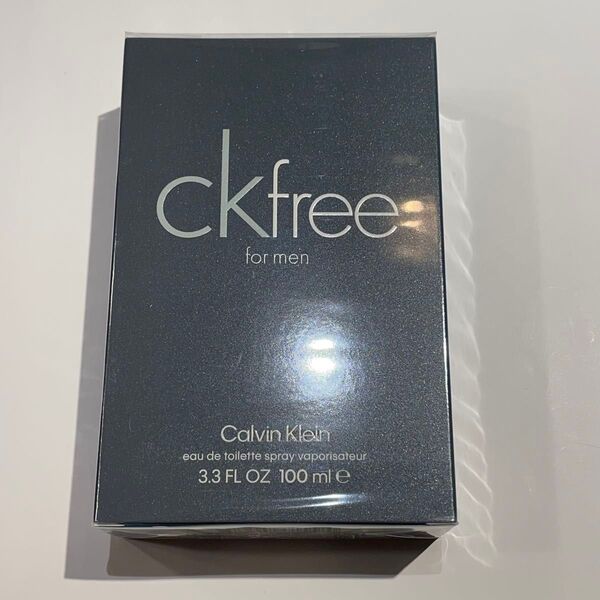 ckfree
for men
Calvin Klein
eau de toilette spray vaporisateur
3.3 FL OZ 100 ml ℮